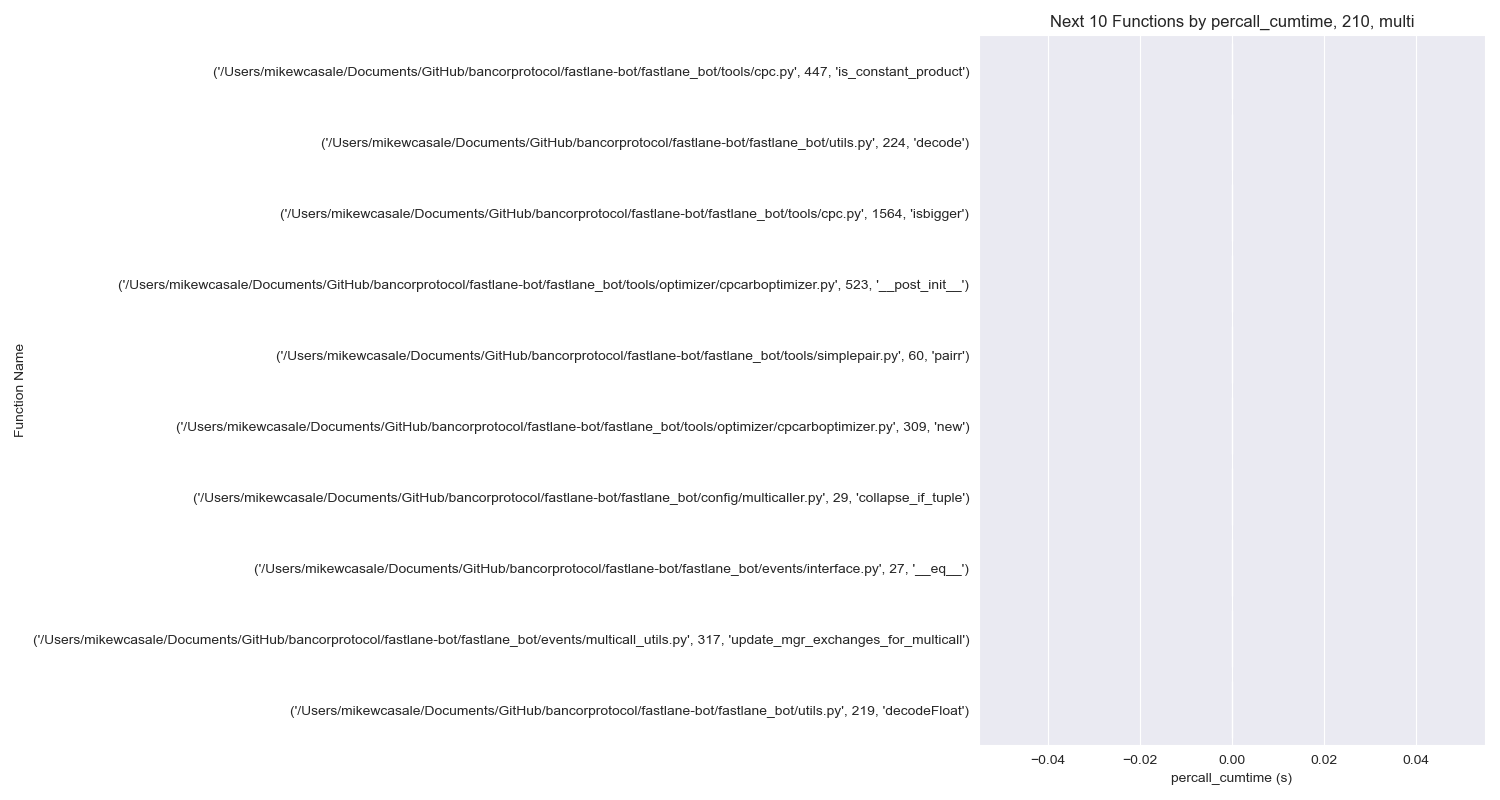 Next 10 Functions by percall_cumtime, 210, multi
('/Users/mikewcasale/Documents/GitHub/bancorprotocol/fastlane-bot/fastlane_bot/tools/cpc.py', 447, 'is_constant_product')
('/Users/mikewcasale/Documents/GitHub/bancorprotocol/fastlane-bot/fastlane_bot/utils.py', 224, 'decode')
('/Users/mikewcasale/Documents/GitHub/bancorprotocol/fastlane-bot/fastlane_bot/tools/cpc.py', 1564, 'isbigger')
('/Users/mikewcasale/Documents/GitHub/bancorprotocol/fastlane-bot/fastlane_bot/tools/optimizer/cpcarboptimizer.py', 523, '__post_init__')
('/Users/mikewcasale/Documents/GitHub/bancorprotocol/fastlane-bot/fastlane_bot/tools/simplepair.py', 60, 'pairr')
('/Users/mikewcasale/Documents/GitHub/bancorprotocol/fastlane-bot/fastlane_bot/tools/optimizer/cpcarboptimizer.py', 309, 'new')
('/Users/mikewcasale/Documents/GitHub/bancorprotocol/fastlane-bot/fastlane_bot/config/multicaller.py', 29, 'collapse_if_tuple')
('/Users/mikewcasale/Documents/GitHub/bancorprotocol/fastlane-bot/fastlane_bot/events/interface.py', 27, '__eq__')
('/Users/mikewcasale/Documents/GitHub/bancorprotocol/fastlane-bot/fastlane_bot/events/multicall_utils.py', 317, 'update_mgr_exchanges_for_multicall')
('/Users/mikewcasale/Documents/GitHub/bancorprotocol/fastlane-bot/fastlane_bot/utils.py', 219, 'decodeFloat')
Function Name
−0.04 −0.02 0.00 0.02 0.04
percall_cumtime (s)